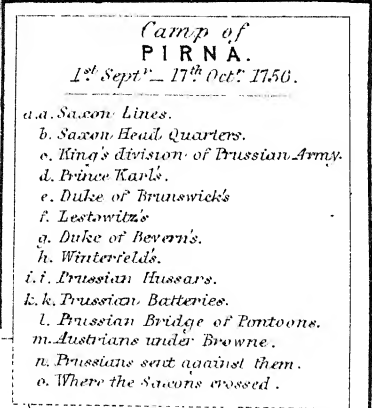 Camp of
PIRNA.
1st Septr— 17th Octr 1756.
a.a. Saxon Lines.
b. Saxon Head Quarters.
c. King's division of Prussian Army.
d. Prince Karl's.
e. Duke of Brunswick's
f. Lestowitz's
g. Duke of Bevern's.
h. Winterfeld's.
i.i. Prussian Hussars.
k.k. Prussian Batteries.
l. Prussian Bridge of Pontoons.
m. Austrians under Browne.
n. Prussians sent against them.
o. Where the Saxons crossed.